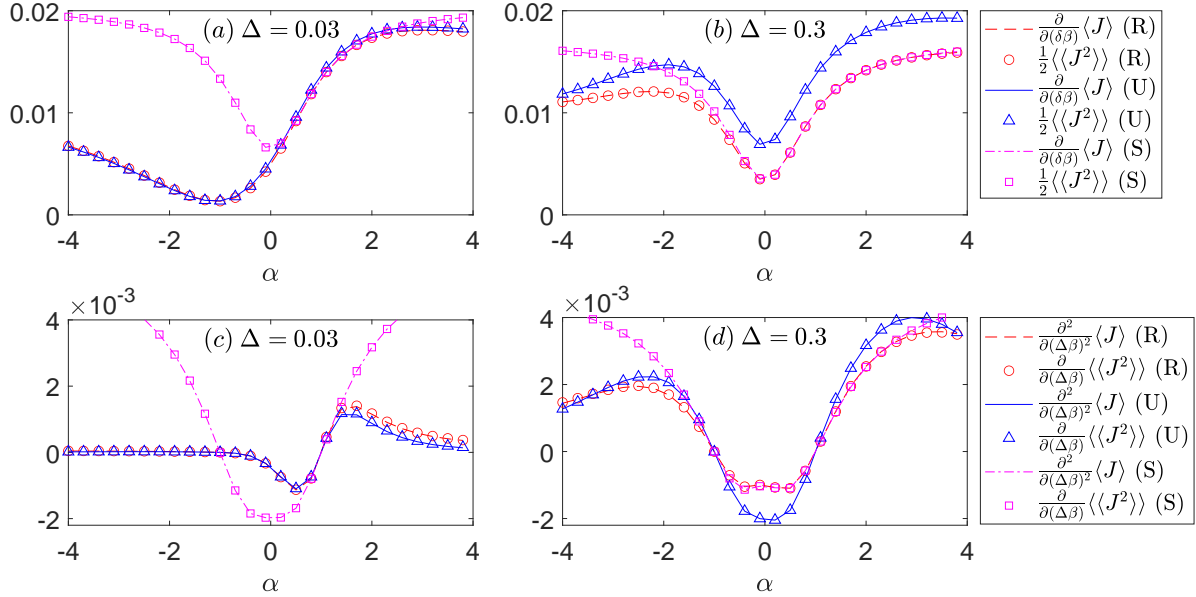 (a) Δ = 0.03
0.02
0.01
0
-4 -2 0 2 4
α
(b) Δ = 0.3
0.02
0.01
0
-4 -2 0 2 4
α
∂/∂(δβ)⟨J⟩ (R)
1/2⟨⟨J²⟩⟩ (R)
∂/∂(δβ)⟨J⟩ (U)
1/2⟨⟨J²⟩⟩ (U)
∂/∂(δβ)⟨J⟩ (S)
1/2⟨⟨J²⟩⟩ (S)
×10⁻³
(c) Δ = 0.03
4
2
0
-2
-4 -2 0 2 4
α
×10⁻³
(d) Δ = 0.3
4
2
0
-2
-4 -2 0 2 4
α
∂²/∂(Δβ)²⟨J⟩ (R)
∂/∂(Δβ)⟨⟨J²⟩⟩ (R)
∂²/∂(Δβ)²⟨J⟩ (U)
∂/∂(Δβ)⟨⟨J²⟩⟩ (U)
∂²/∂(Δβ)²⟨J⟩ (S)
∂/∂(Δβ)⟨⟨J²⟩⟩ (S)